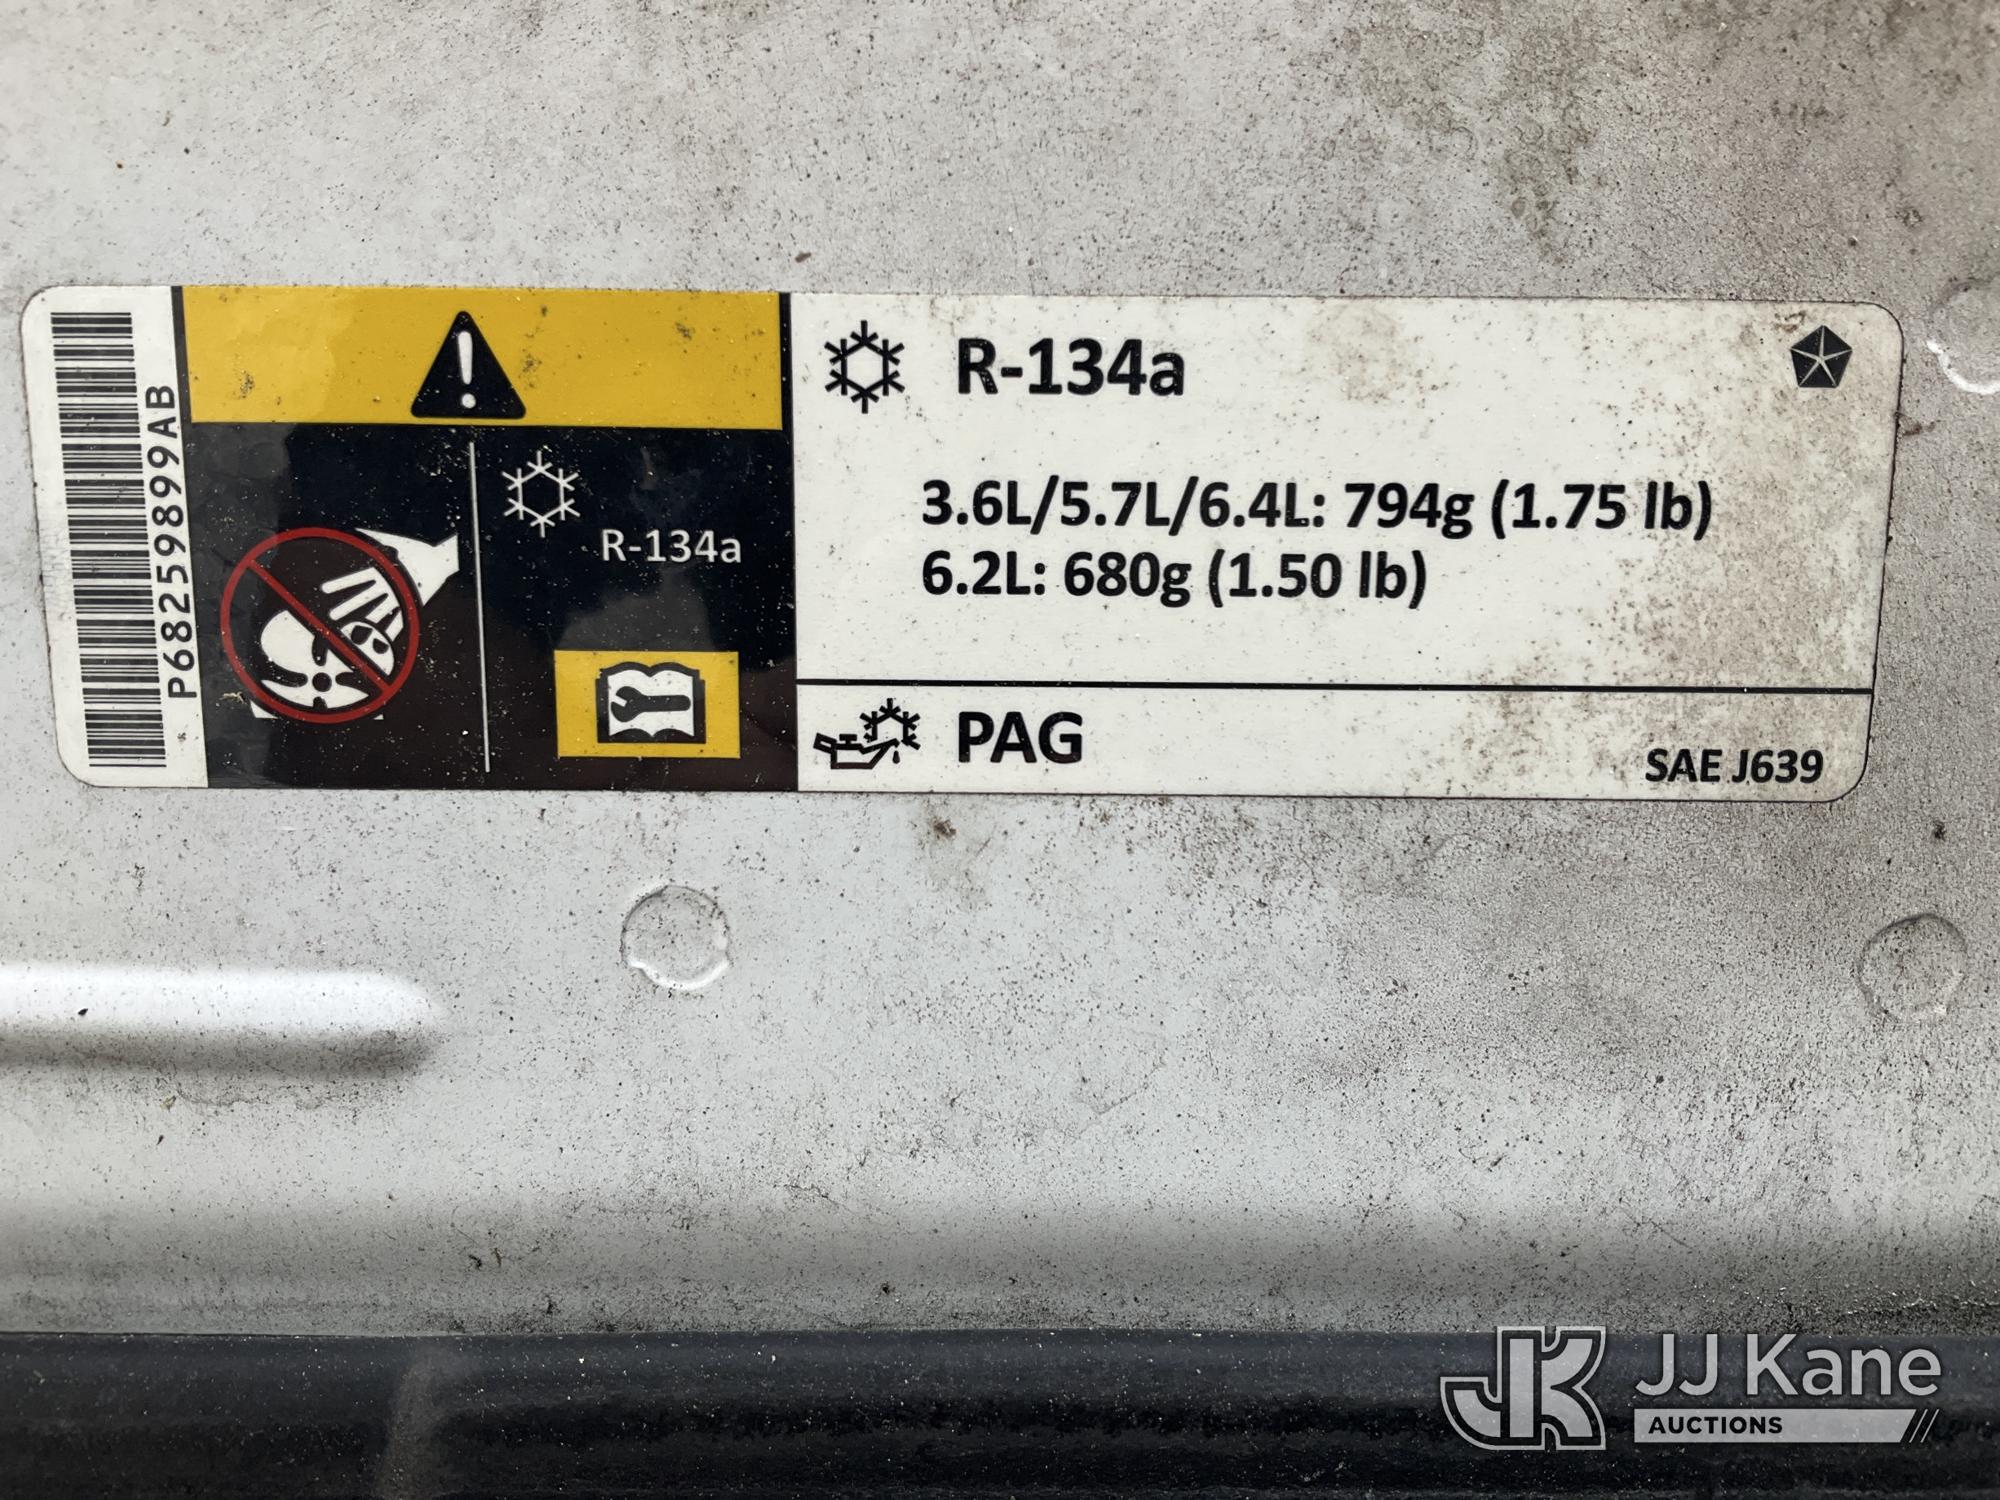 P68259899AB
R-134a
R-134a
3.6L/5.7L/6.4L: 794g (1.75 lb)
6.2L: 680g (1.50 lb)
PAG
SAE J639
JK JJ Kane
AUCTIONS